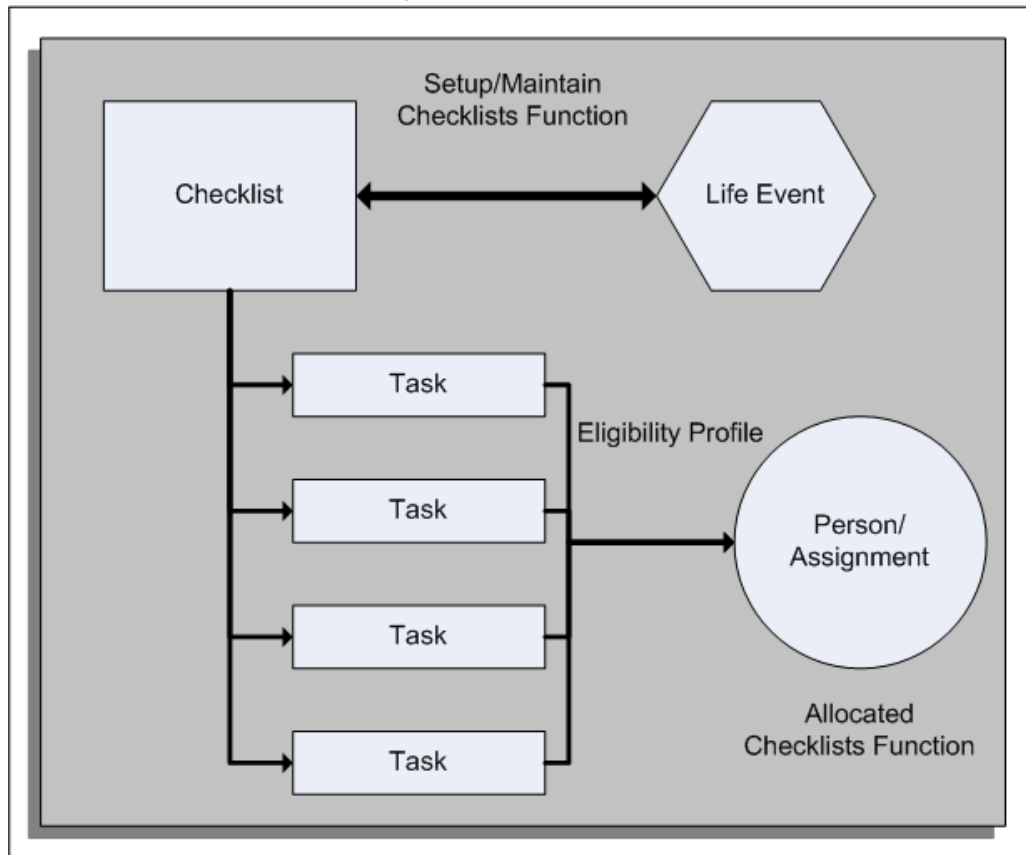 Setup/Maintain
Checklists Function
Checklist
Life Event
Task
Eligibility Profile
Task
Person/
Assignment
Task
Allocated
Checklists Function
Task